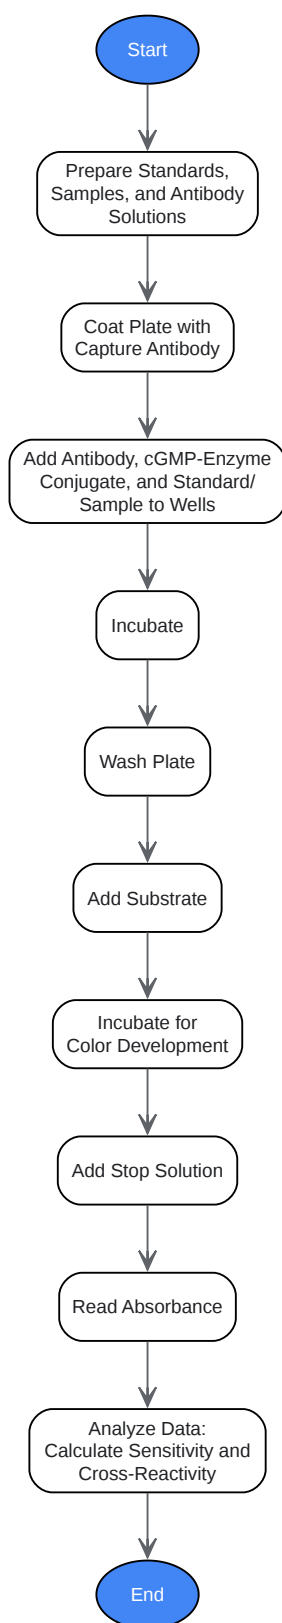 Start
Prepare Standards,
Samples, and Antibody
Solutions
Coat Plate with
Capture Antibody
Add Antibody, cGMP-Enzyme
Conjugate, and Standard/
Sample to Wells
Incubate
Wash Plate
Add Substrate
Incubate for
Color Development
Add Stop Solution
Read Absorbance
Analyze Data:
Calculate Sensitivity and
Cross-Reactivity
End